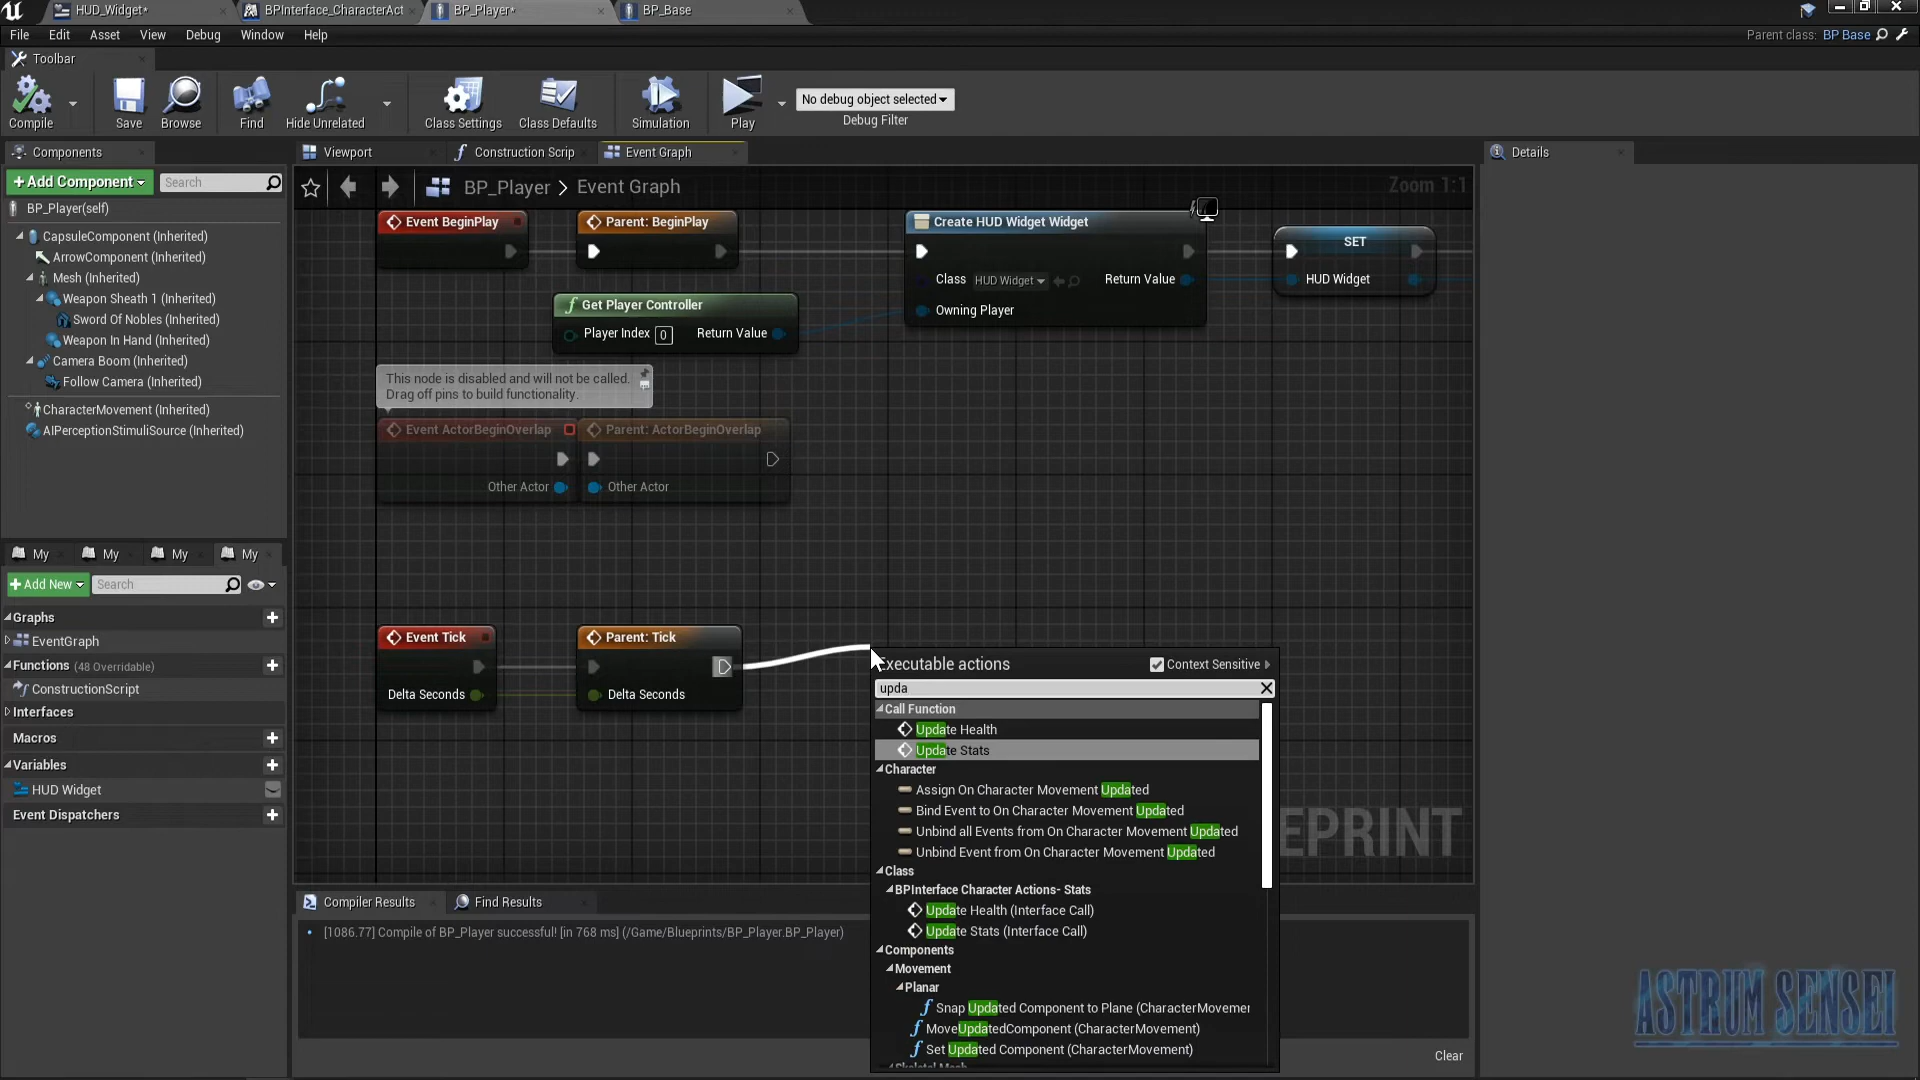 HUD_Widget*
BPInterface_CharacterAct
BP_Player*
BP_Base
File Edit Asset View Debug Window Help
Parent class: BP Base
Toolbar
Compile
Save
Browse
Find
Hide Unrelated
Class Settings
Class Defaults
Simulation
Play
No debug object selected
Debug Filter
Components
Viewport
Construction Scrip
Event Graph
Details
+Add Component
Search
BP_Player > Event Graph
Zoom 1:1
BP_Player(self)
CapsuleComponent (Inherited)
ArrowComponent (Inherited)
Mesh (Inherited)
Weapon Sheath 1 (Inherited)
Sword Of Nobles (Inherited)
Weapon In Hand (Inherited)
Camera Boom (Inherited)
Follow Camera (Inherited)
CharacterMovement (Inherited)
AIPerceptionStimuliSource (Inherited)
Event BeginPlay
Parent: BeginPlay
Create HUD Widget Widget
Class HUD Widget
Return Value
Owning Player
SET
HUD Widget
Get Player Controller
Player Index 0
Return Value
This node is disabled and will not be called.
Drag off pins to build functionality.
Event ActorBeginOverlap
Other Actor
Parent: ActorBeginOverlap
Other Actor
My My My My
+Add New
Search
Graphs
EventGraph
Functions (48 Overridable)
ConstructionScript
Interfaces
Macros
Variables
HUD Widget
Event Dispatchers
Event Tick
Delta Seconds
Parent: Tick
Delta Seconds
Executable actions
Context Sensitive
upda
Call Function
Update Health
Update Stats
Character
Assign On Character Movement Updated
Bind Event to On Character Movement Updated
Unbind all Events from On Character Movement Updated
Unbind Event from On Character Movement Updated
Class
BPInterface Character Actions- Stats
Update Health (Interface Call)
Update Stats (Interface Call)
Components
Movement
Planar
Snap Updated Component to Plane (CharacterMovemer
MoveUpdatedComponent (CharacterMovement)
Set Updated Component (CharacterMovement)
Skeletal Mesh
EPRINT
Compiler Results
Find Results
[1086.77] Compile of BP_Player successful! [in 768 ms] (/Game/Blueprints/BP_Player.BP_Player)
Clear
ASTRUM SENSEI